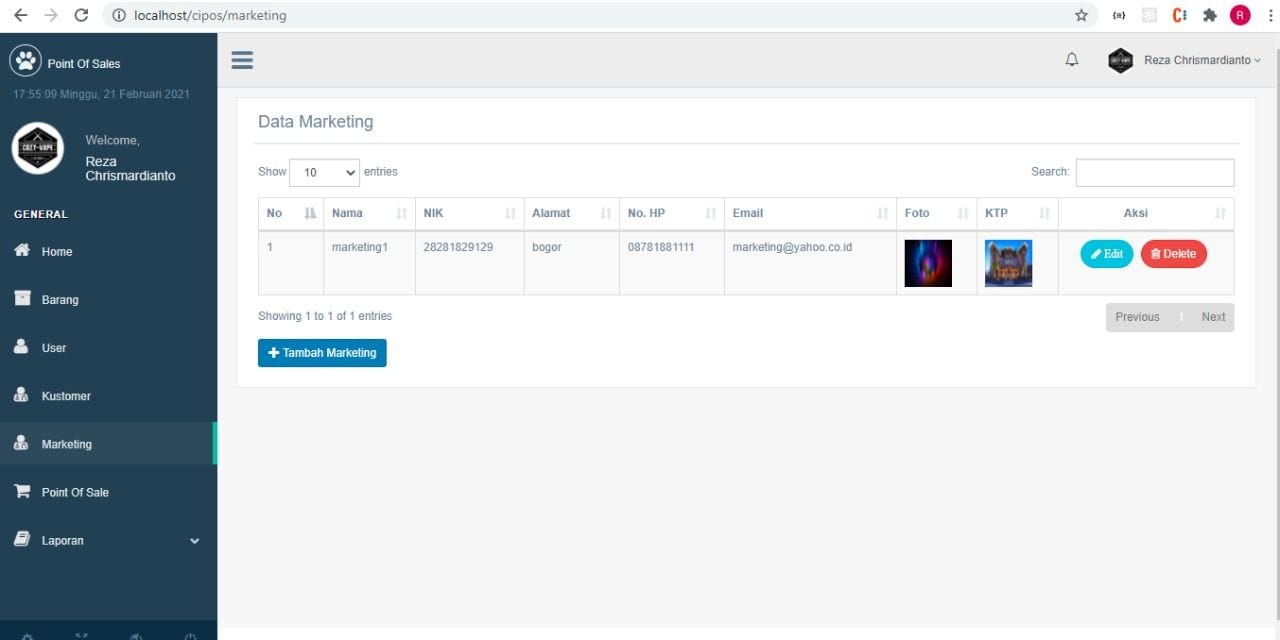 localhost/cipos/marketing
R
Point Of Sales
17:55:09 Minggu, 21 Februari 2021
COZY-VAPE
Welcome,
Reza
Chrismardianto
GENERAL
Home
Barang
User
Kustomer
Marketing
Point Of Sale
Laporan
Reza Chrismardianto
Data Marketing
Show 10 entries
Search:
No Nama NIK Alamat No. HP Email Foto KTP Aksi
1 marketing1 28281829129 bogor 08781881111 marketing@yahoo.co.id Edit Delete
Showing 1 to 1 of 1 entries
Previous 1 Next
Tambah Marketing